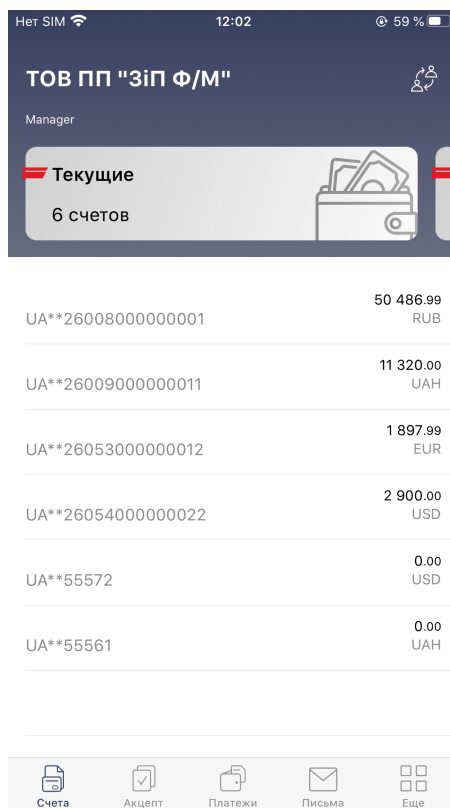 Нет SIM 12:02 59 %
ТОВ ПП "ЗіП Ф/М"
Manager
Текущие
6 счетов
50 486.99
UA**26008000000001 RUB
11 320.00
UA**26009000000011 UAH
1 897.99
UA**26053000000012 EUR
2 900.00
UA**26054000000022 USD
0.00
UA**55572 USD
0.00
UA**55561 UAH
Счета Акцепт Платежи Письма Еще